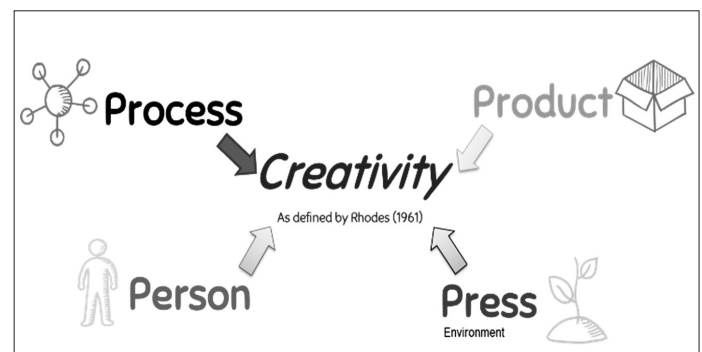 Process
Product
Creativity
As defined by Rhodes (1961)
Person
Press
Environment